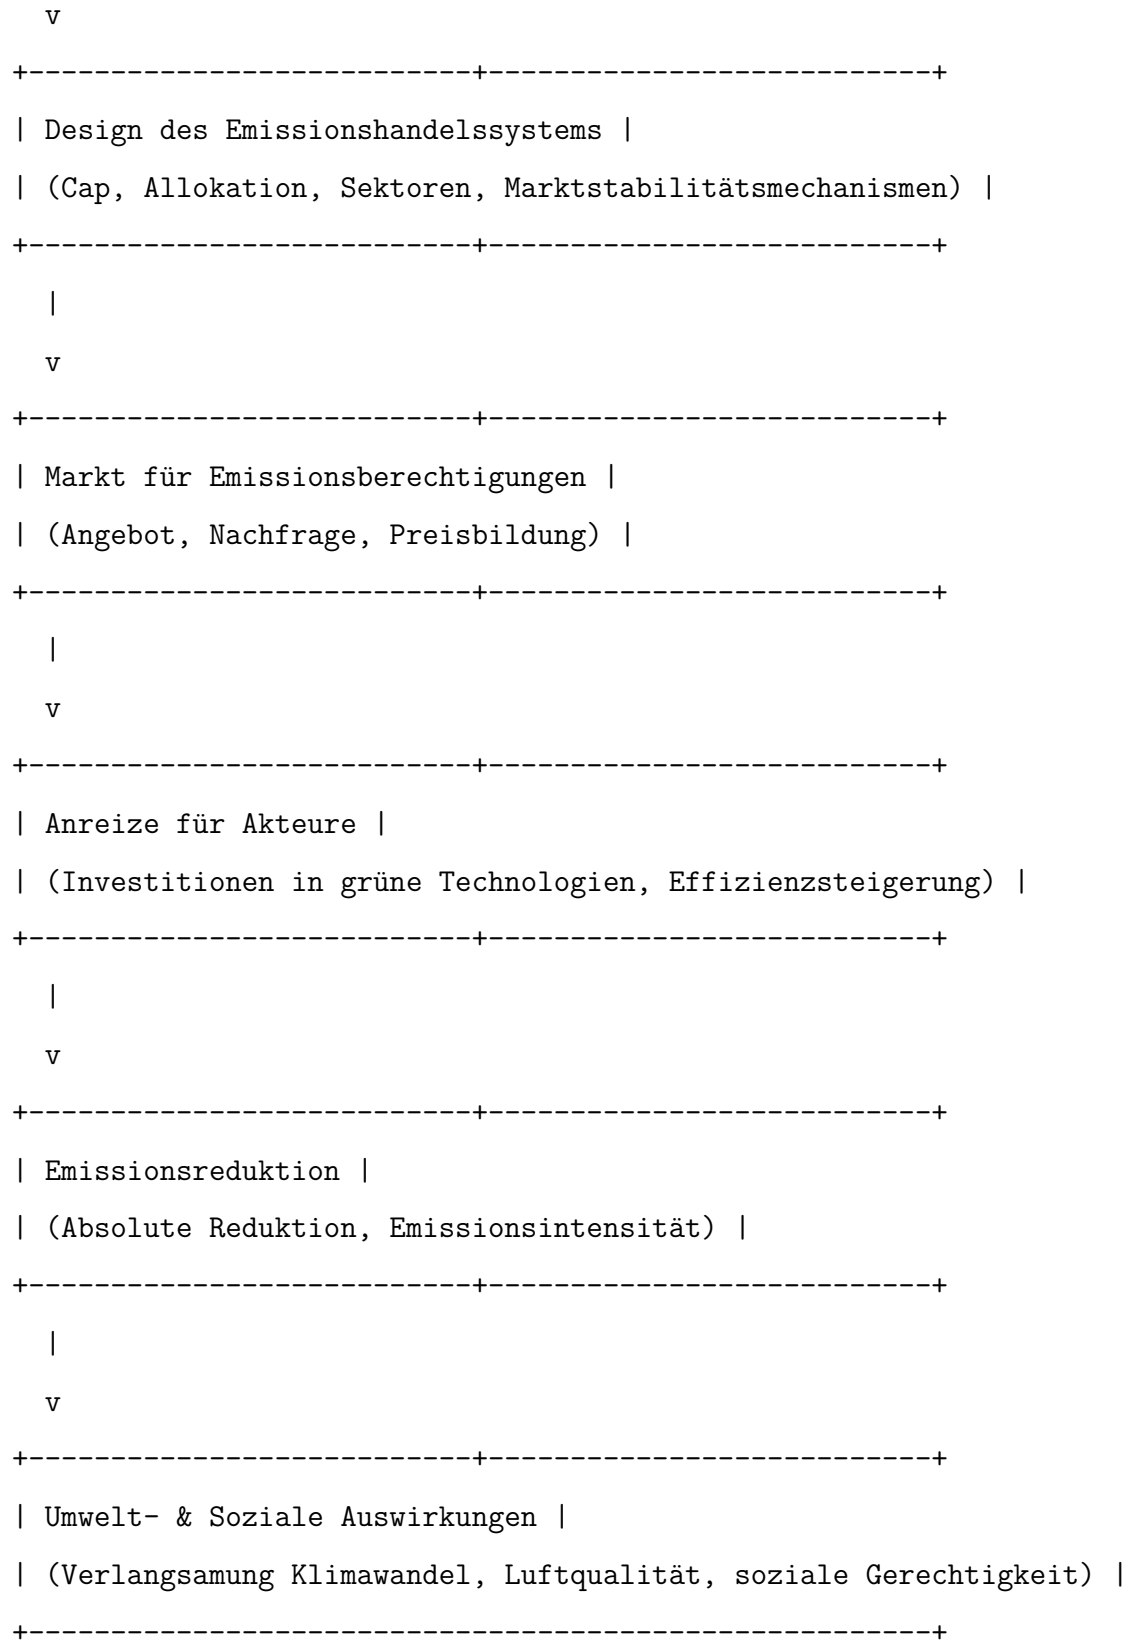 v
+---------------------------+---------------------------+
| Design des Emissionshandelssystems |
| (Cap, Allokation, Sektoren, Marktstabilitätsmechanismen) |
+---------------------------+---------------------------+
|
v
+---------------------------+---------------------------+
| Markt für Emissionsberechtigungen |
| (Angebot, Nachfrage, Preisbildung) |
+---------------------------+---------------------------+
|
v
+---------------------------+---------------------------+
| Anreize für Akteure |
| (Investitionen in grüne Technologien, Effizienzsteigerung) |
+---------------------------+---------------------------+
|
v
+---------------------------+---------------------------+
| Emissionsreduktion |
| (Absolute Reduktion, Emissionsintensität) |
+---------------------------+---------------------------+
|
v
+---------------------------+---------------------------+
| Umwelt- & Soziale Auswirkungen |
| (Verlangsamung Klimawandel, Luftqualität, soziale Gerechtigkeit) |
+-------------------------------------------------------+